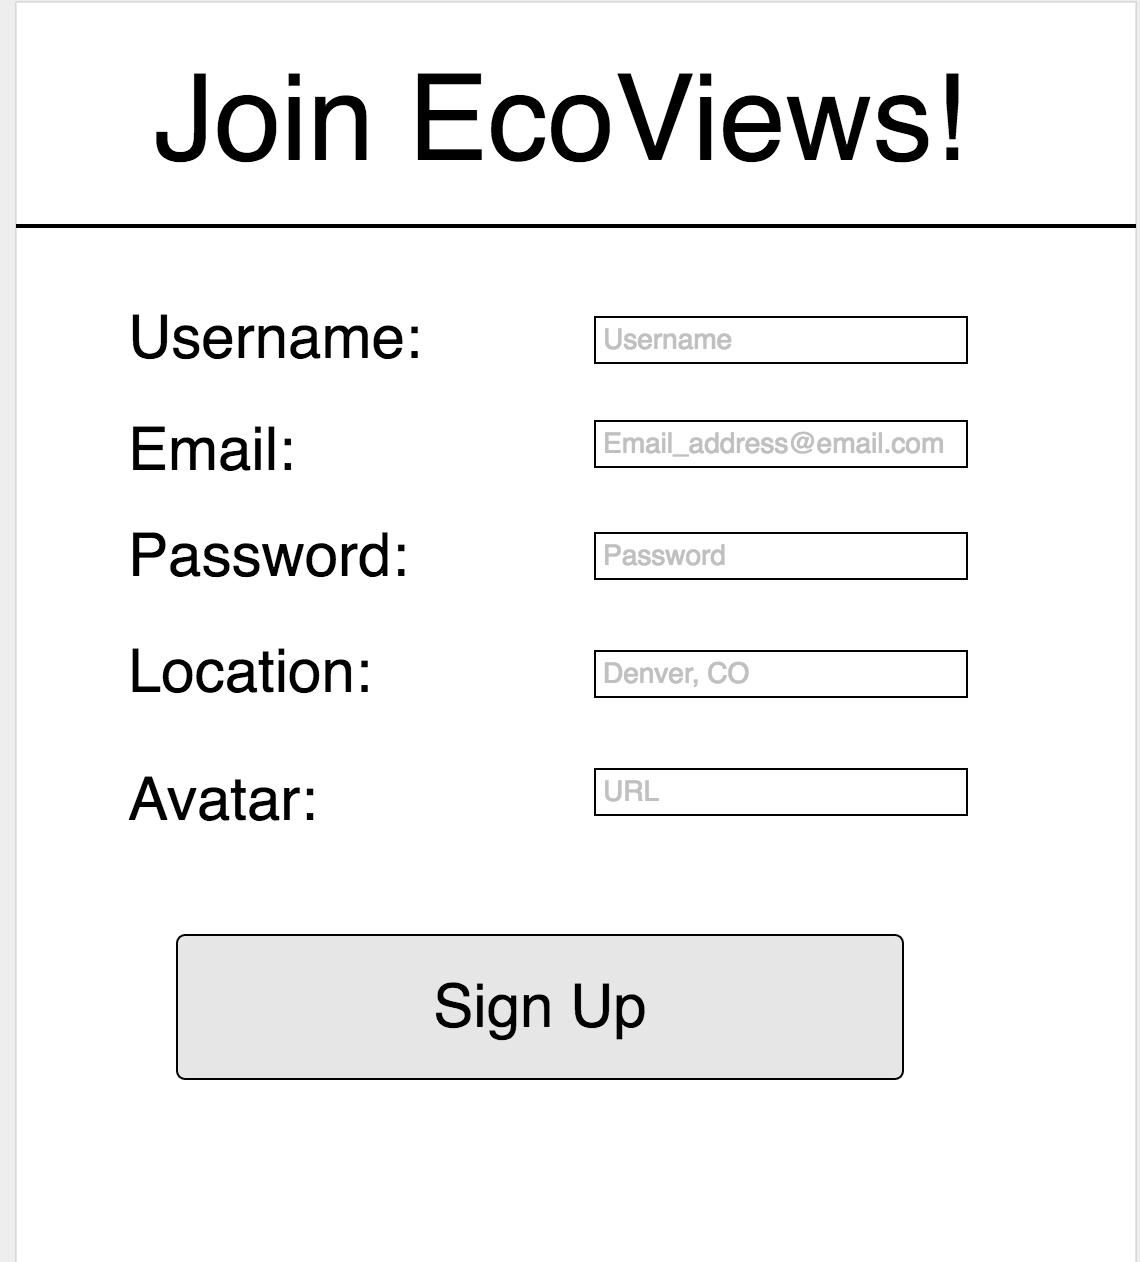 Join EcoViews!
Username: Username
Email: Email_address@email.com
Password: Password
Location: Denver, CO
Avatar: URL
Sign Up